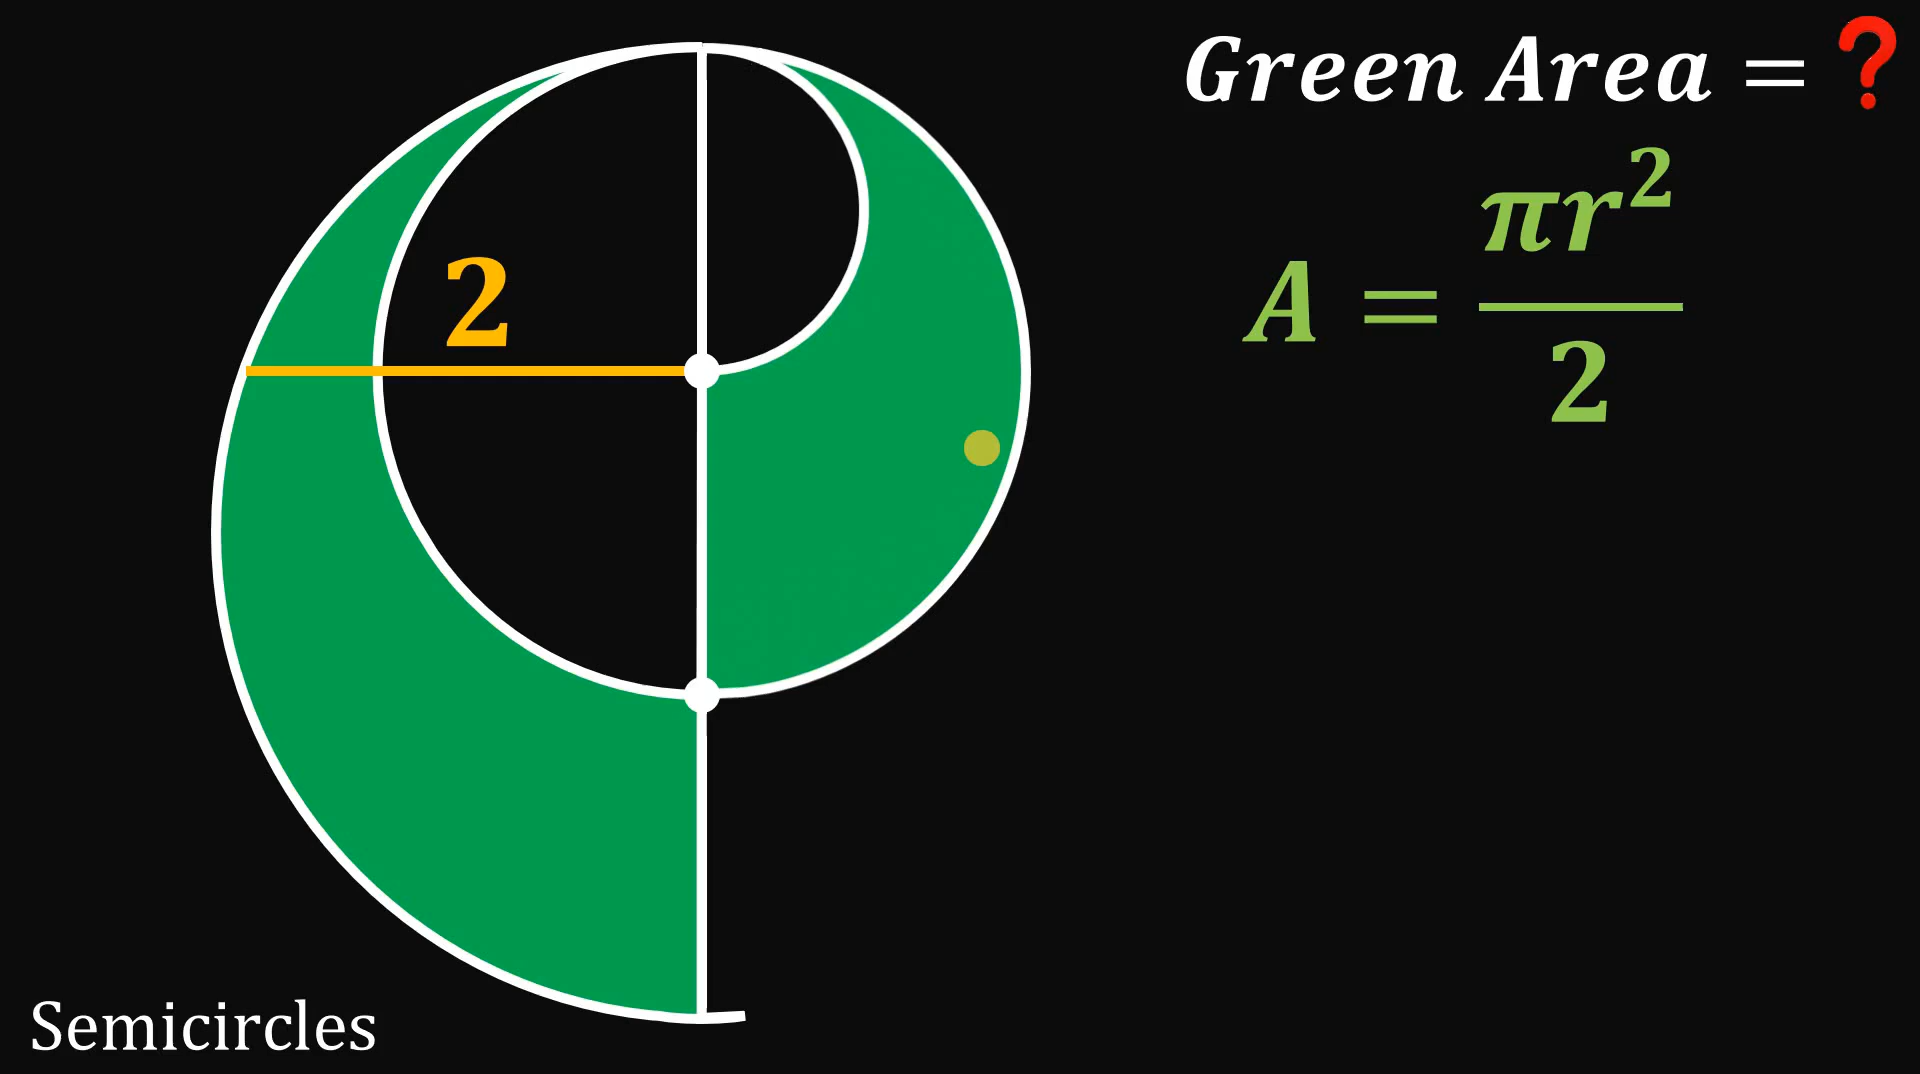 Green Area = ?
A = πr²/2
2
Semicircles